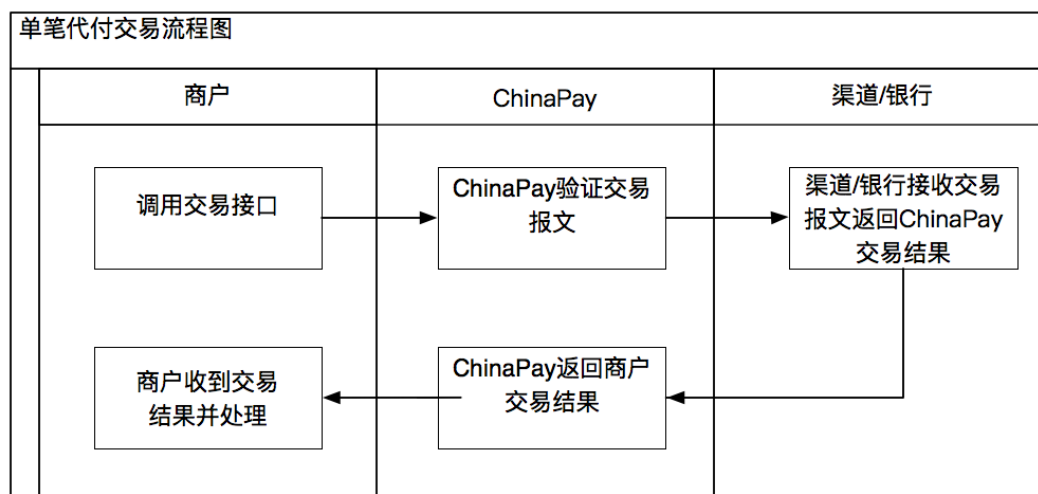 单笔代付交易流程图
商户
ChinaPay
渠道/银行
调用交易接口
ChinaPay验证交易
报文
渠道/银行接收交易
报文返回ChinaPay
交易结果
商户收到交易
结果并处理
ChinaPay返回商户
交易结果